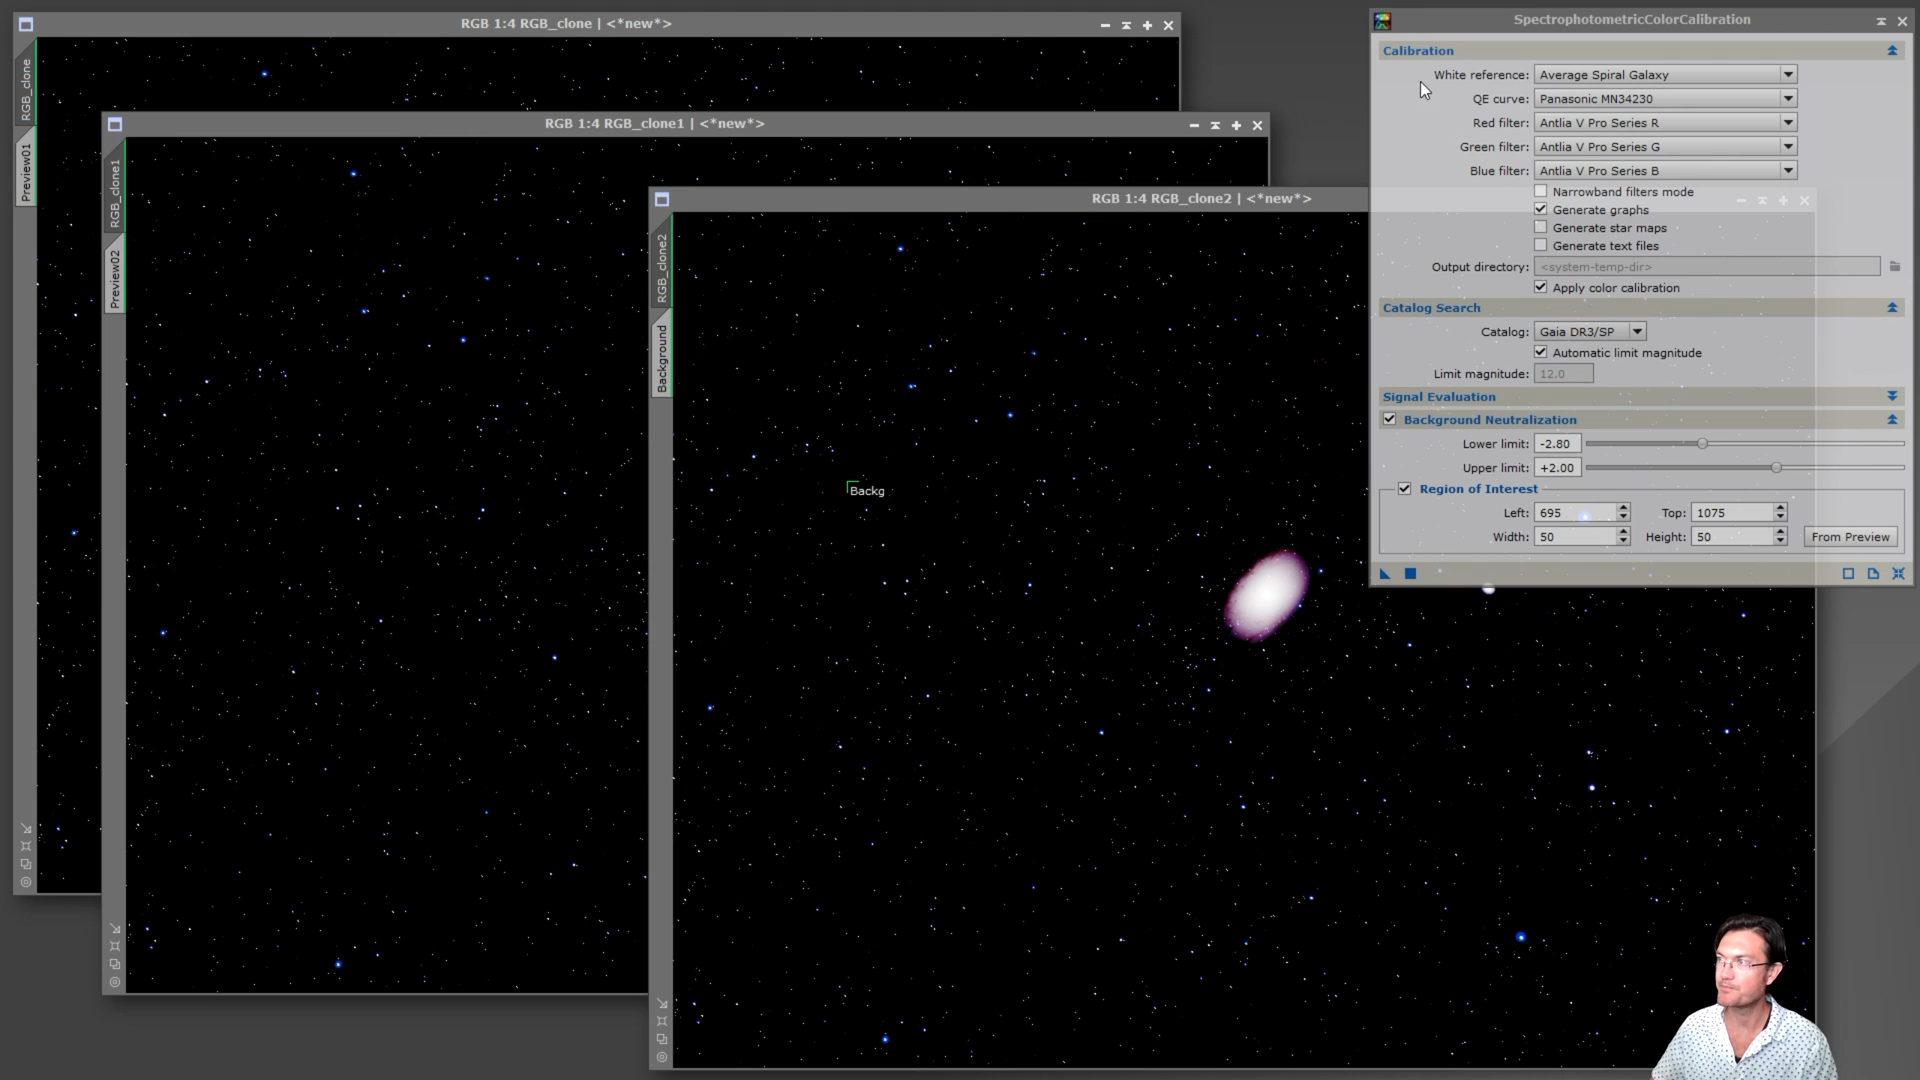 RGB 1:4 RGB_clone | <*new*>
RGB_clone
Preview01
RGB 1:4 RGB_clone1 | <*new*>
RGB_clone1
Preview02
RGB 1:4 RGB_clone2 | <*new*>
RGB_clone2
Background
Backg
SpectrophotometricColorCalibration
Calibration
White reference: Average Spiral Galaxy
QE curve: Panasonic MN34230
Red filter: Antlia V Pro Series R
Green filter: Antlia V Pro Series G
Blue filter: Antlia V Pro Series B
Narrowband filters mode
Generate graphs
Generate star maps
Generate text files
Output directory: <system-temp-dir>
Apply color calibration
Catalog Search
Catalog: Gaia DR3/SP
Automatic limit magnitude
Limit magnitude: 12.0
Signal Evaluation
Background Neutralization
Lower limit: -2.80
Upper limit: +2.00
Region of Interest
Left: 695 Top: 1075
Width: 50 Height: 50 From Preview